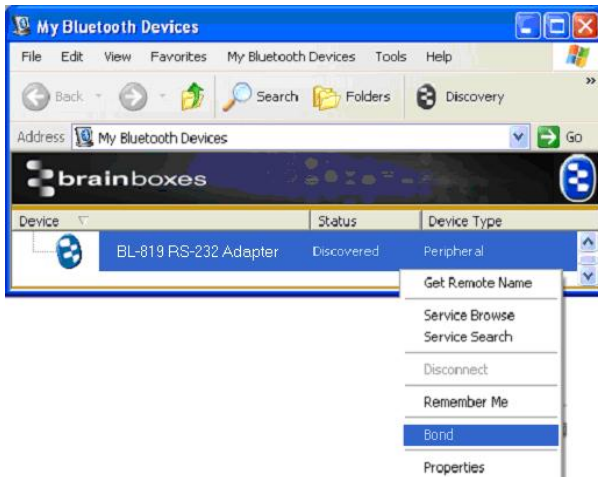 My Bluetooth Devices
File Edit View Favorites My Bluetooth Devices Tools Help
Back Search Folders Discovery »
Address My Bluetooth Devices Go
brainboxes
Device Status Device Type
BL-819 RS-232 Adapter Discovered Peripheral
Get Remote Name
Service Browse
Service Search
Disconnect
Remember Me
Bond
Properties